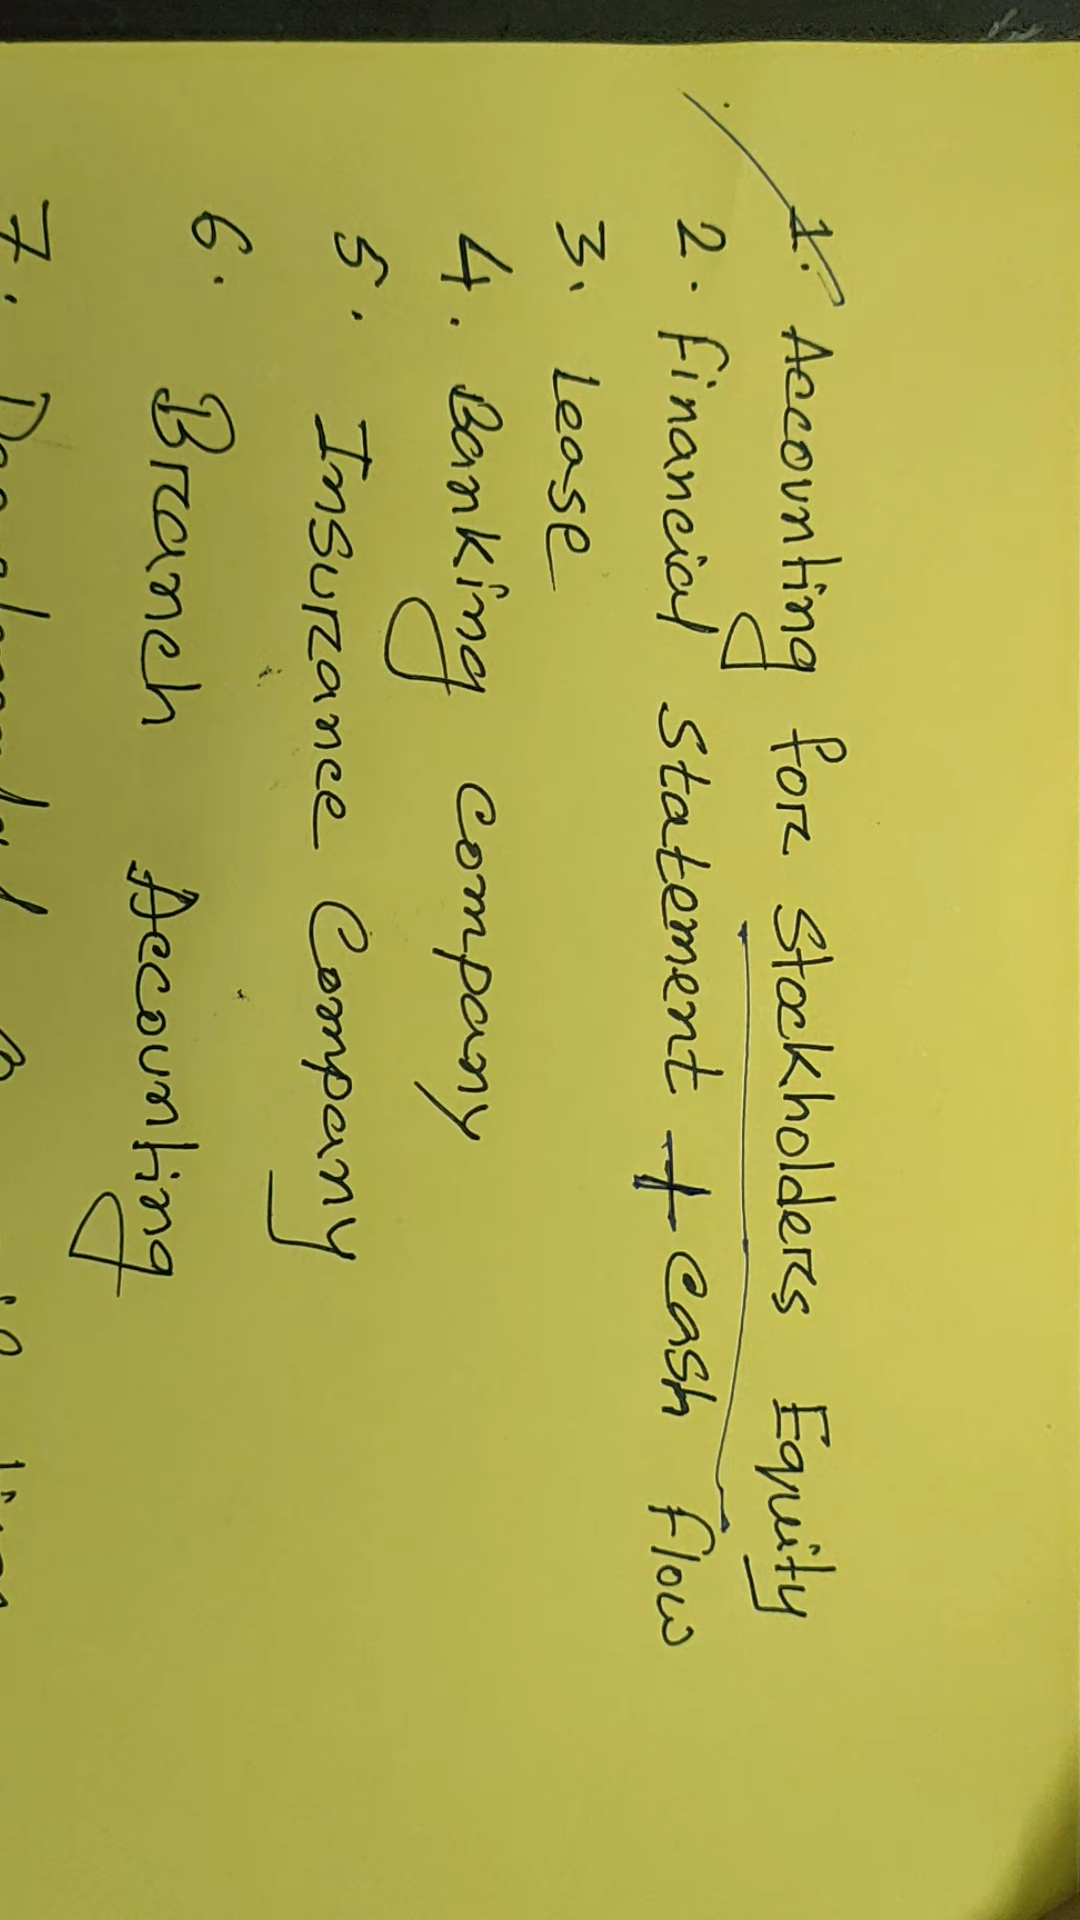 1. Accounting for Stockholders Equity
2. Financial Statement + Cash Flow
3. Lease
4. Banking Company
5. Insurance Company
6. Branch Accounting
7.